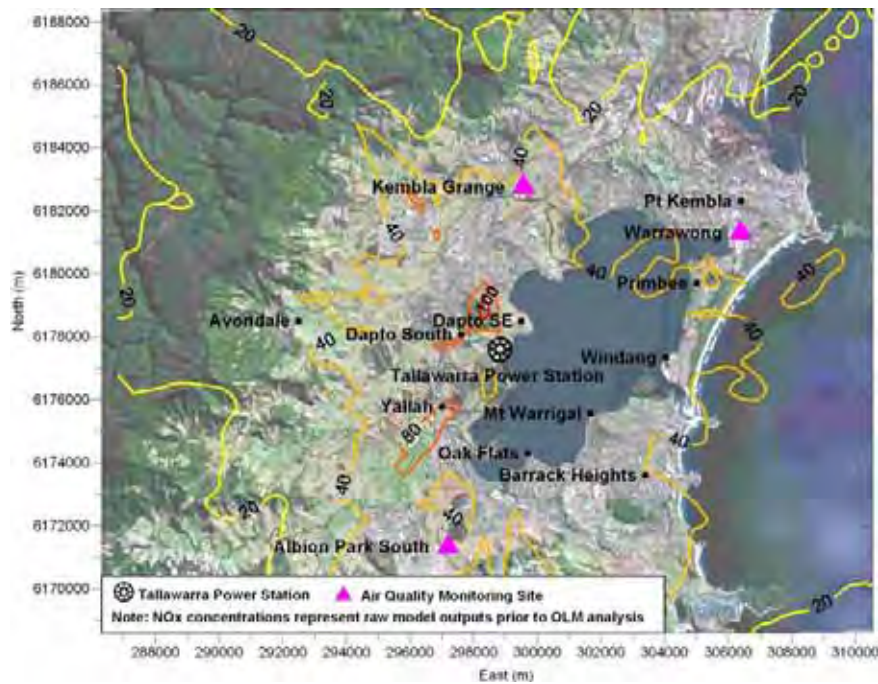 6188000
6186000
6184000
6182000
6180000
6178000
6176000
6174000
6172000
6170000
North (m)
20
20
20
20
20
40
Kembla Grange
Pt Kembla
Warrawong
40
40
40
Primbee
20
100
Avondale
Dapto SE
Dapto South
40
40
Windang
Tallawarra Power Station
Yallah
Mt Warrigal
80
40
Oak Flats
Barrack Heights
40
20
40
Albion Park South
20
Tallawarra Power Station
Air Quality Monitoring Site
Note: NOx concentrations represent raw model outputs prior to OLM analysis
288000 290000 292000 294000 296000 298000 300000 302000 304000 306000 308000 310000
East (m)